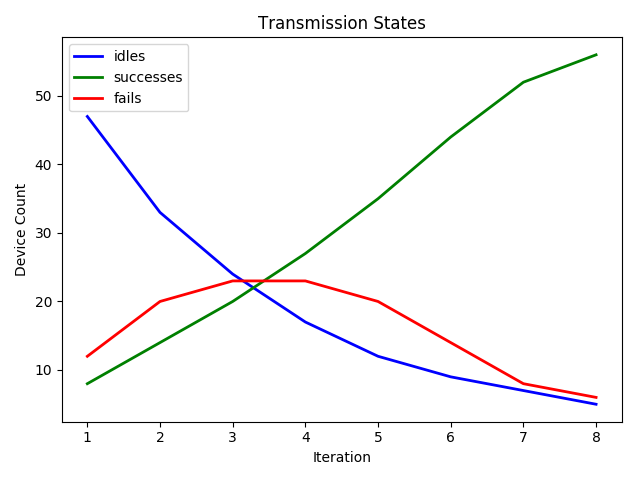 Transmission States
idles
successes
fails
Device Count
50
40
30
20
10
1 2 3 4 5 6 7 8
Iteration